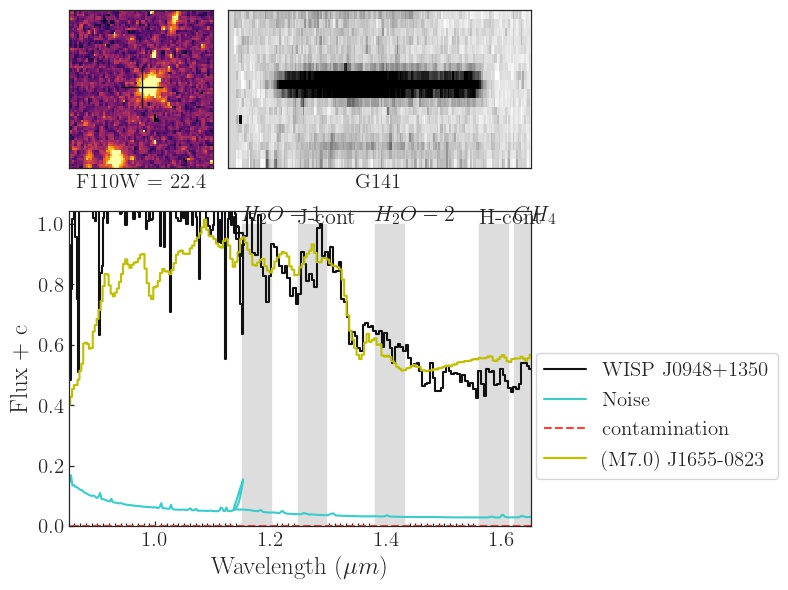 F110W = 22.4
G141
H₂O − 1
J-cont
H₂O − 2
H-cont
CH₄
1.0
0.8
0.6
0.4
0.2
0.0
Flux + c
1.0
1.2
1.4
1.6
Wavelength (μm)
WISP J0948+1350
Noise
contamination
(M7.0) J1655-0823